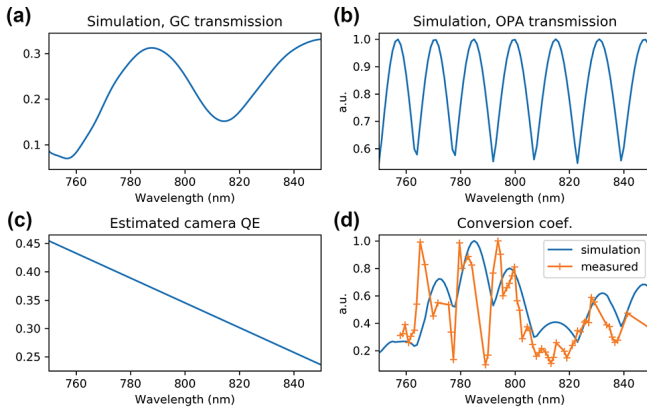 (a)
Simulation, GC transmission
0.3
0.2
0.1
760 780 800 820 840
Wavelength (nm)
(b)
Simulation, OPA transmission
1.0
0.9
0.8
0.7
0.6
a.u.
760 780 800 820 840
Wavelength (nm)
(c)
Estimated camera QE
0.45
0.40
0.35
0.30
0.25
760 780 800 820 840
Wavelength (nm)
(d)
Conversion coef.
1.0
0.8
0.6
0.4
0.2
a.u.
simulation
measured
760 780 800 820 840
Wavelength (nm)